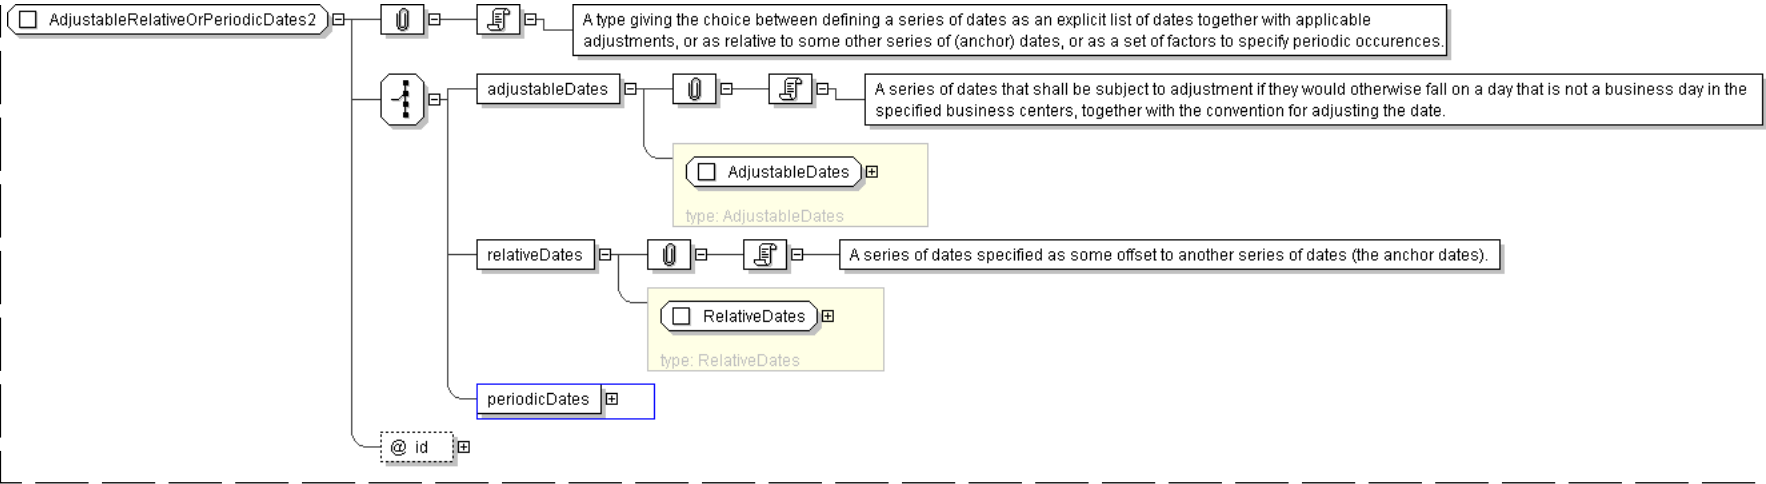 AdjustableRelativeOrPeriodicDates2
A type giving the choice between defining a series of dates as an explicit list of dates together with applicable
adjustments, or as relative to some other series of (anchor) dates, or as a set of factors to specify periodic occurences.
adjustableDates
A series of dates that shall be subject to adjustment if they would otherwise fall on a day that is not a business day in the
specified business centers, together with the convention for adjusting the date.
AdjustableDates
type: AdjustableDates
relativeDates
A series of dates specified as some offset to another series of dates (the anchor dates).
RelativeDates
type: RelativeDates
periodicDates
@ id